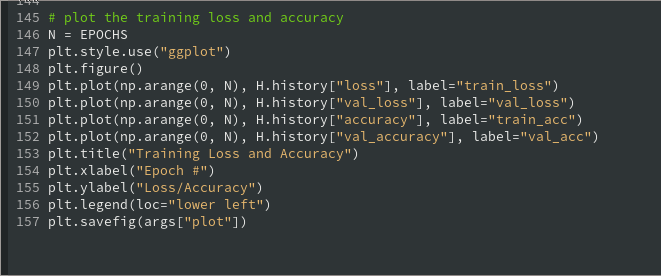 145 # plot the training loss and accuracy
146 N = EPOCHS
147 plt.style.use("ggplot")
148 plt.figure()
149 plt.plot(np.arange(0, N), H.history["loss"], label="train_loss")
150 plt.plot(np.arange(0, N), H.history["val_loss"], label="val_loss")
151 plt.plot(np.arange(0, N), H.history["accuracy"], label="train_acc")
152 plt.plot(np.arange(0, N), H.history["val_accuracy"], label="val_acc")
153 plt.title("Training Loss and Accuracy")
154 plt.xlabel("Epoch #")
155 plt.ylabel("Loss/Accuracy")
156 plt.legend(loc="lower left")
157 plt.savefig(args["plot"])